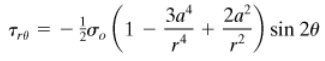 τ_{rθ} = −½σ_o (1 − 3a⁴/r⁴ + 2a²/r²) sin 2θ